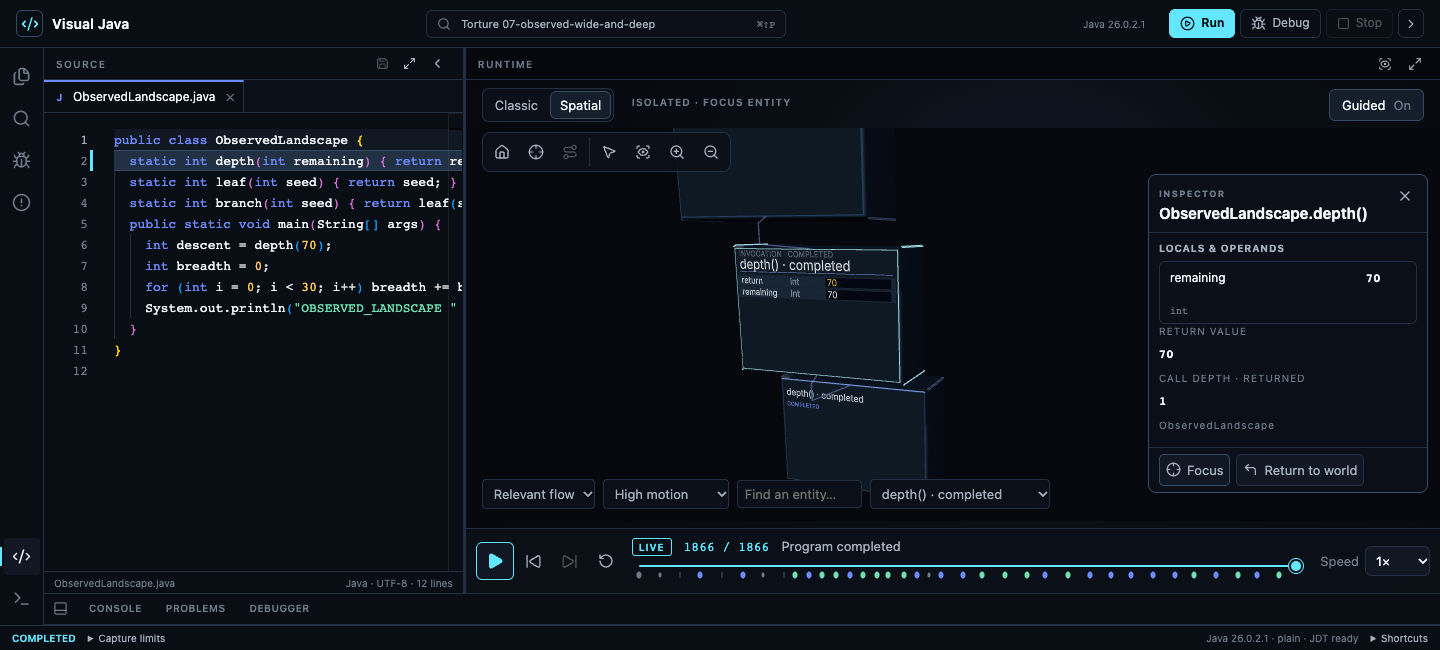 Visual Java
Torture 07-observed-wide-and-deep
⌘⇧P
Java 26.0.2.1
Run
Debug
Stop
SOURCE
J ObservedLandscape.java
1 public class ObservedLandscape {
2 static int depth(int remaining) { return re
3 static int leaf(int seed) { return seed; }
4 static int branch(int seed) { return leaf(s
5 public static void main(String[] args) {
6 int descent = depth(70);
7 int breadth = 0;
8 for (int i = 0; i < 30; i++) breadth += b
9 System.out.println("OBSERVED_LANDSCAPE "
10 }
11 }
12
ObservedLandscape.java
Java · UTF-8 · 12 lines
RUNTIME
Classic
Spatial
ISOLATED · FOCUS ENTITY
Guided On
INVOCATION · COMPLETED
depth() · completed
return int 70
remaining int 70
depth() · completed
COMPLETED
INSPECTOR
ObservedLandscape.depth()
LOCALS & OPERANDS
remaining 70
int
RETURN VALUE
70
CALL DEPTH · RETURNED
1
ObservedLandscape
Focus
Return to world
Relevant flow
High motion
Find an entity...
depth() · completed
LIVE 1866 / 1866 Program completed
Speed 1×
CONSOLE
PROBLEMS
DEBUGGER
COMPLETED
Capture limits
Java 26.0.2.1 · plain · JDT ready
Shortcuts